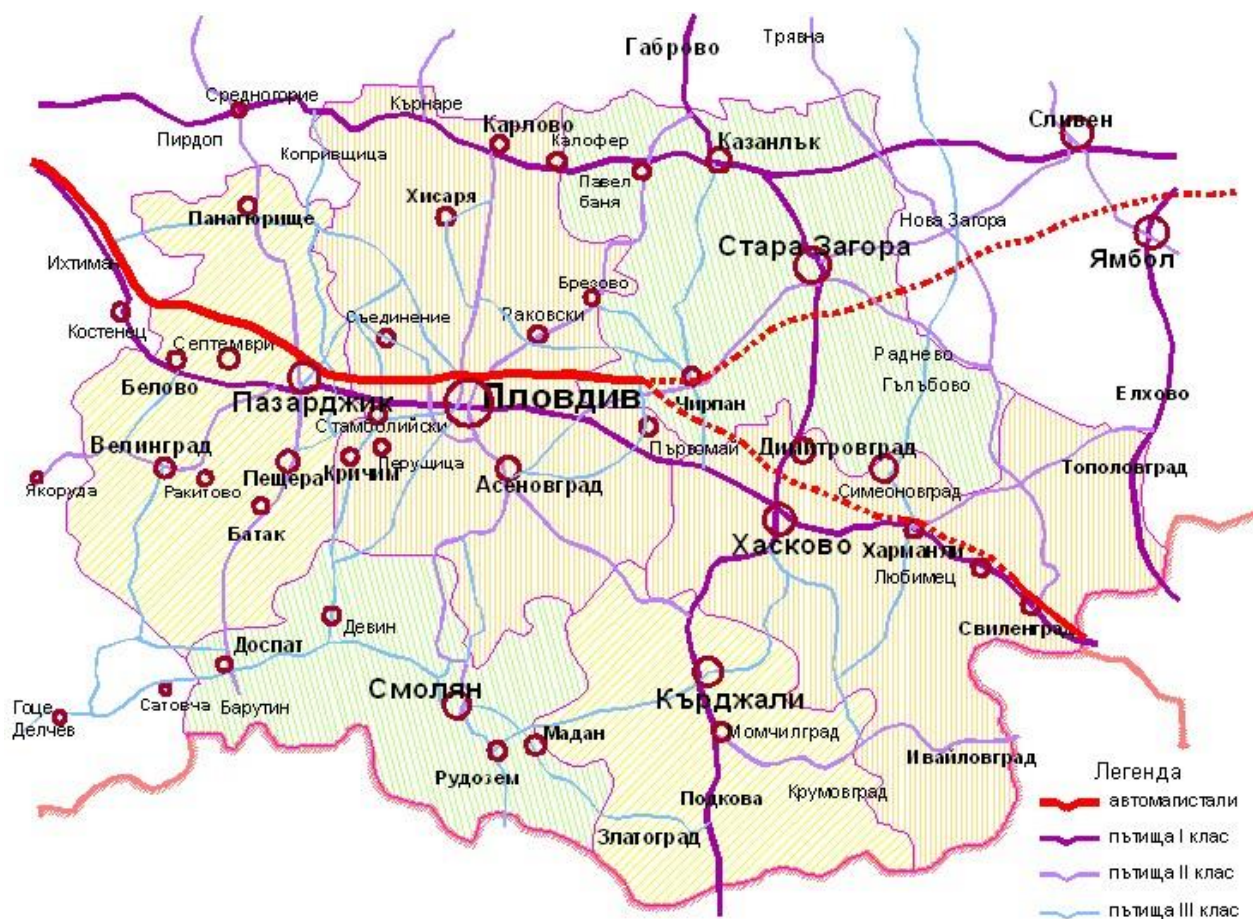 Габрово
Трявна
Средногорие
Кърнаре
Пирдоп
Карлово
Сливен
Калофер
Казанлък
Копривщица
Павел
баня
Хисаря
Панагюрище
Нова Загора
Стара Загора
Ямбол
Ихтиман
Брезово
Костенец
Септември
Съединение
Раковски
Раднево
Белово
Гълъбово
Пазарджик
Пловдив
Чирпан
Елхово
Стамболийски
Велинград
Първомай
Димитровград
Перущица
Пещера
Кричим
Тополовград
Якоруда
Ракитово
Асеновград
Симеоновград
Батак
Хасково
Харманли
Любимец
Девин
Свиленград
Доспат
Смолян
Кърджали
Гоце
Делчев
Сатовча
Барутин
Мадан
Момчилград
Рудозем
Ивайловград
Легенда
Подкова
Крумовград
автомагистали
Златоград
пътища I клас
пътища II клас
пътища III клас